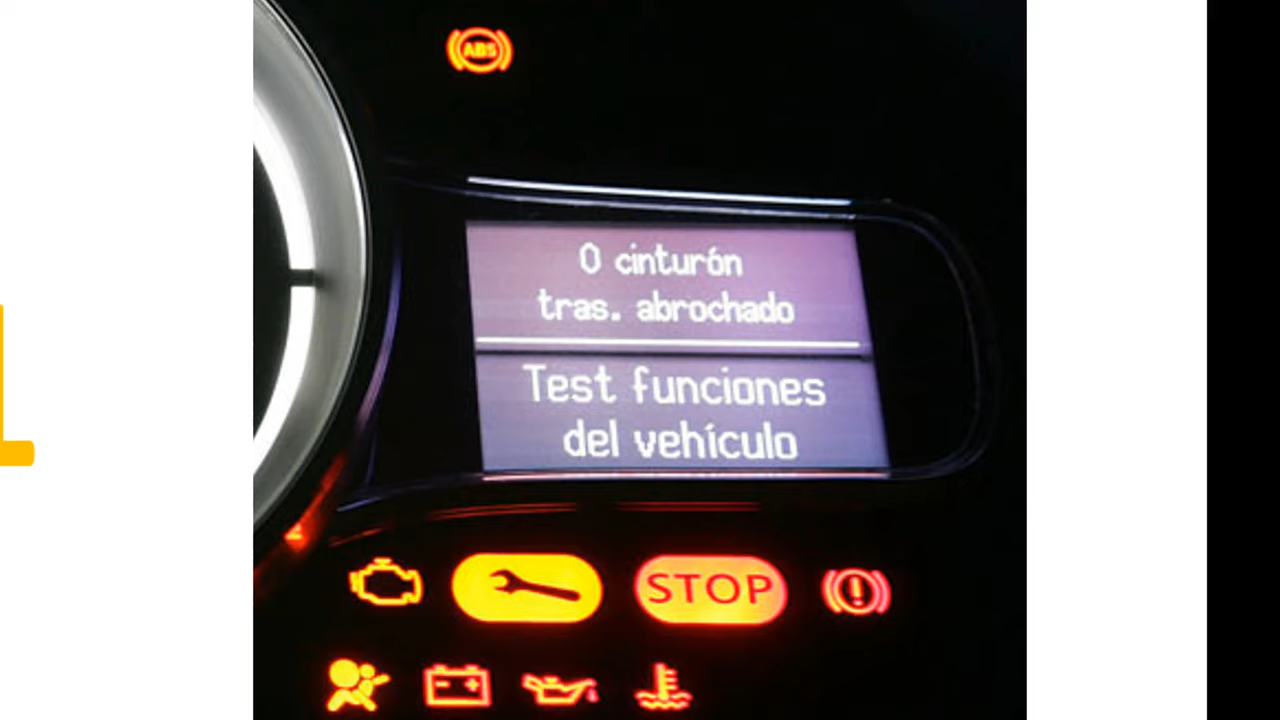 ABS
0 cinturón
tras. abrochado
Test funciones
del vehículo
STOP